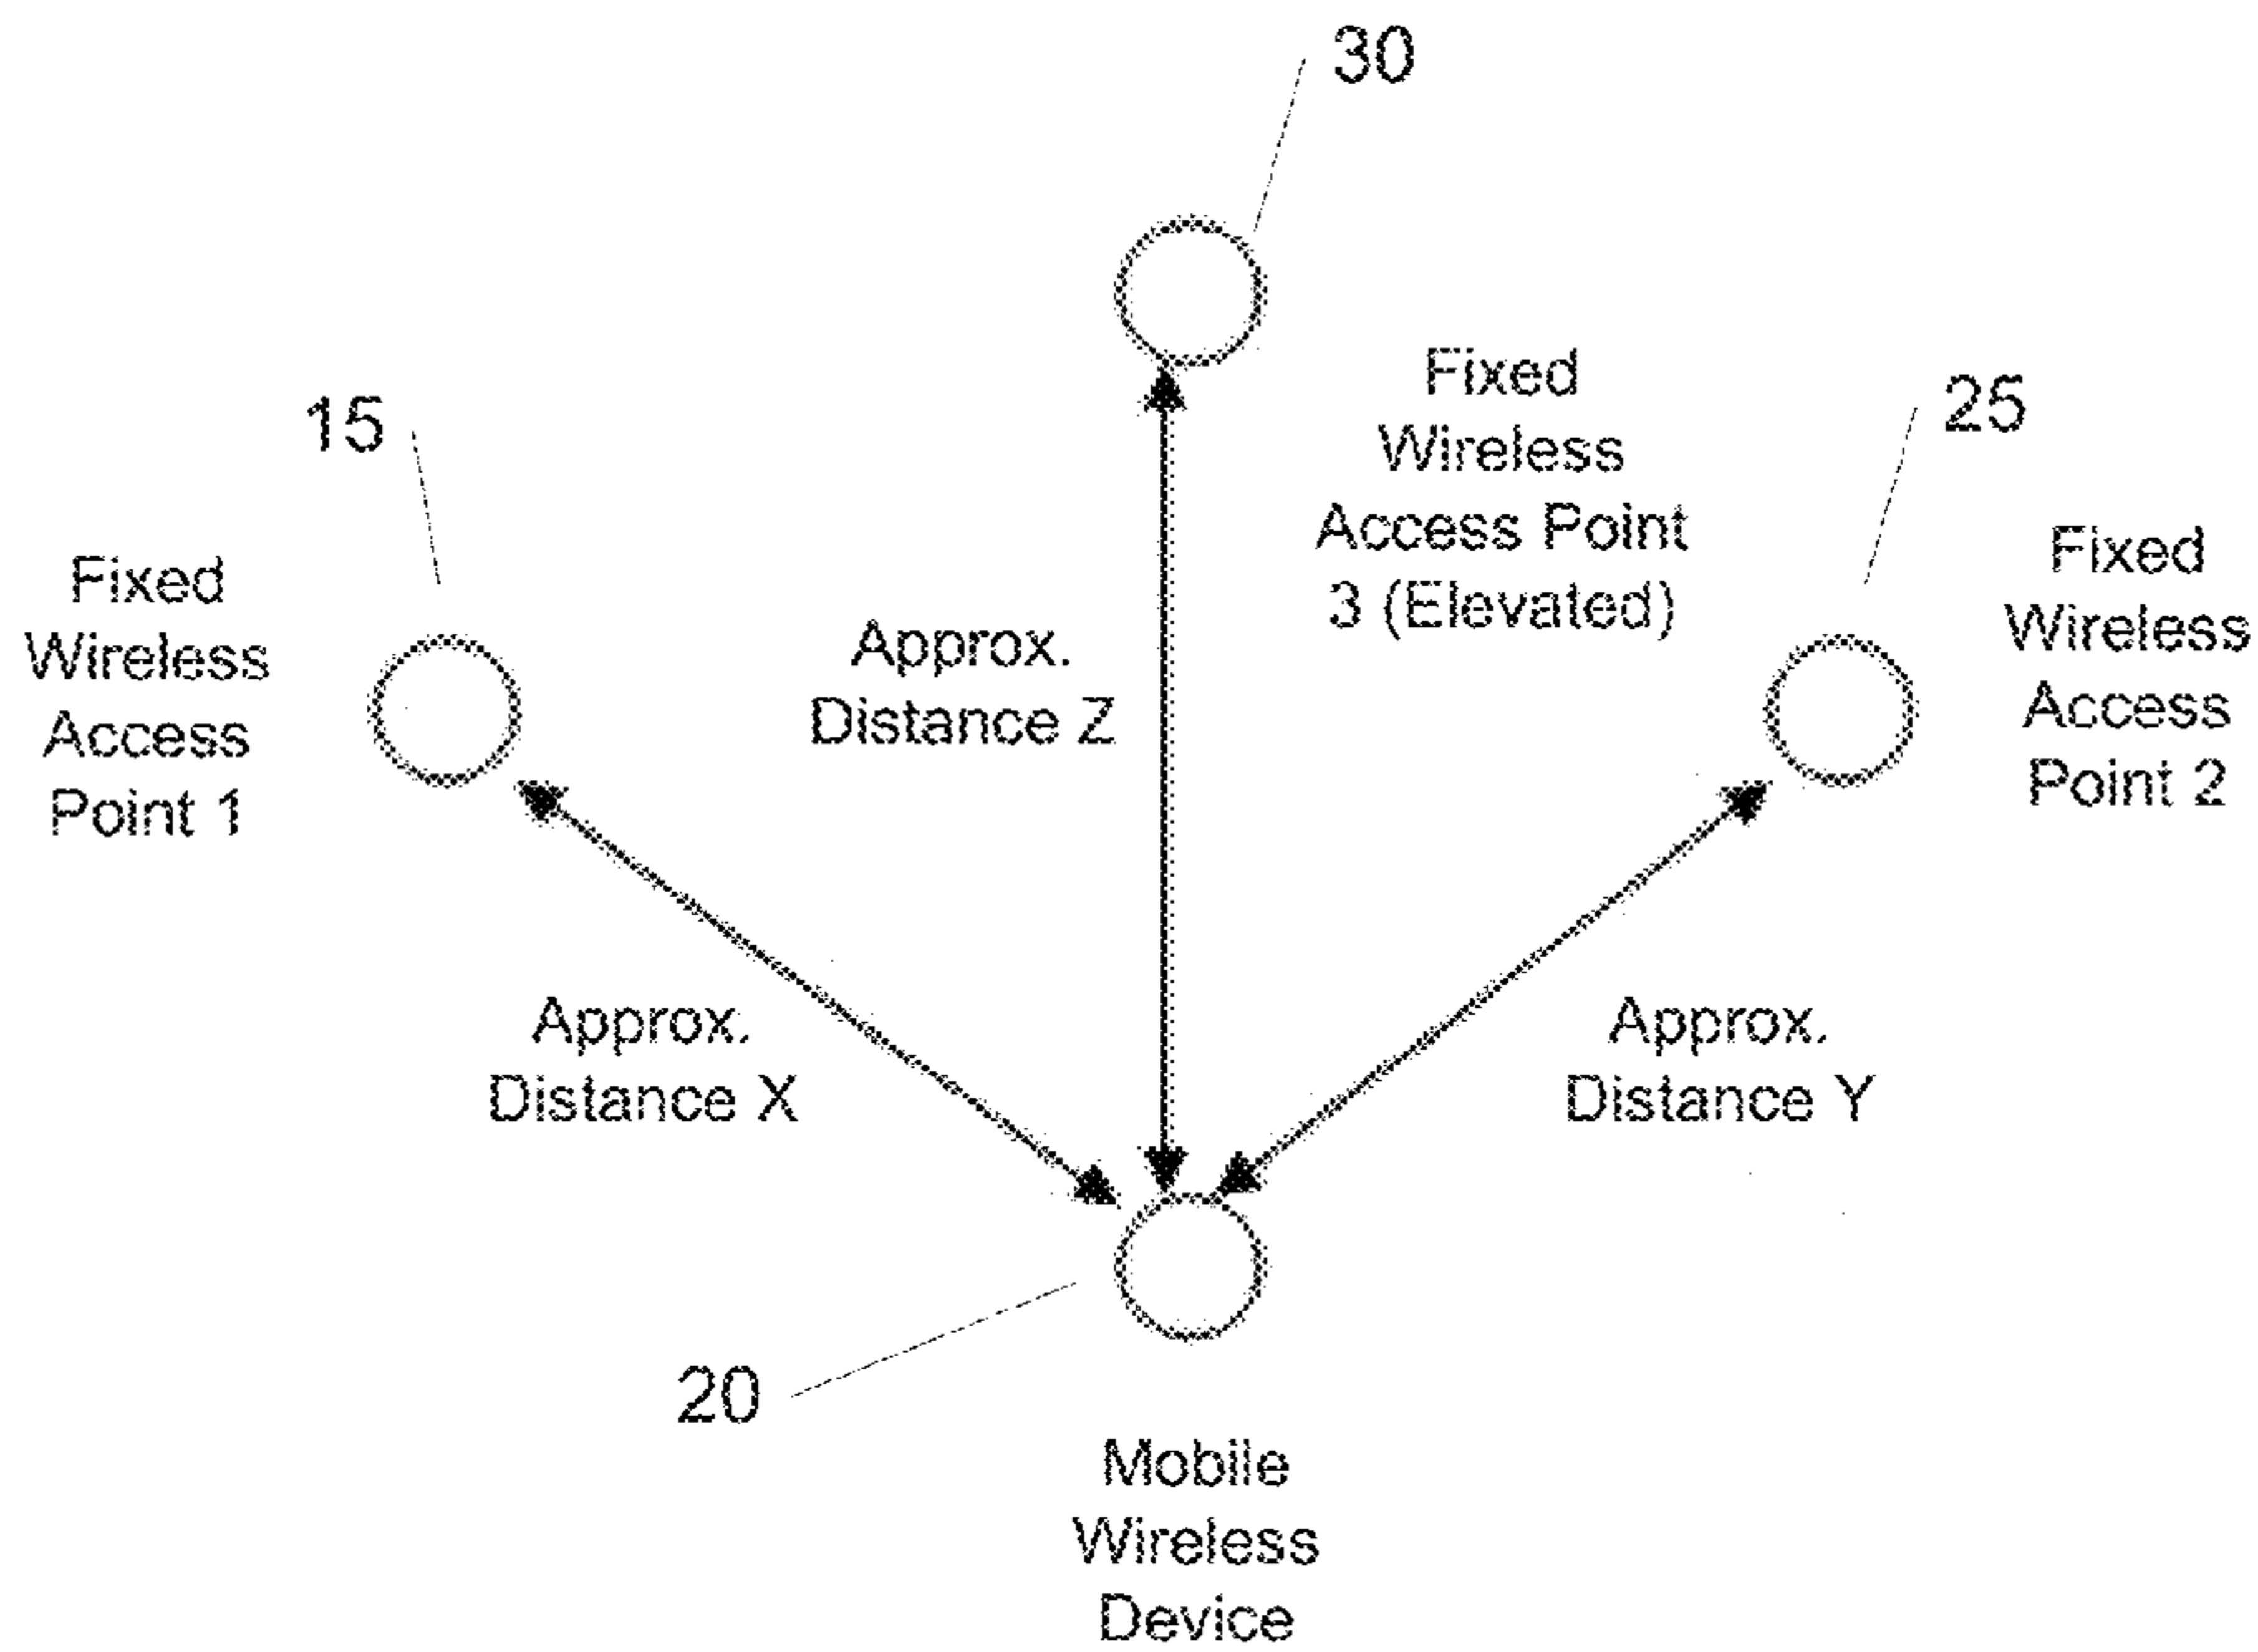 30
15
25
Fixed
Wireless
Access Point
3 (Elevated)
Fixed
Wireless
Access
Point 1
Fixed
Wireless
Access
Point 2
Approx.
Distance Z
Approx.
Distance X
Approx.
Distance Y
20
Mobile
Wireless
Device